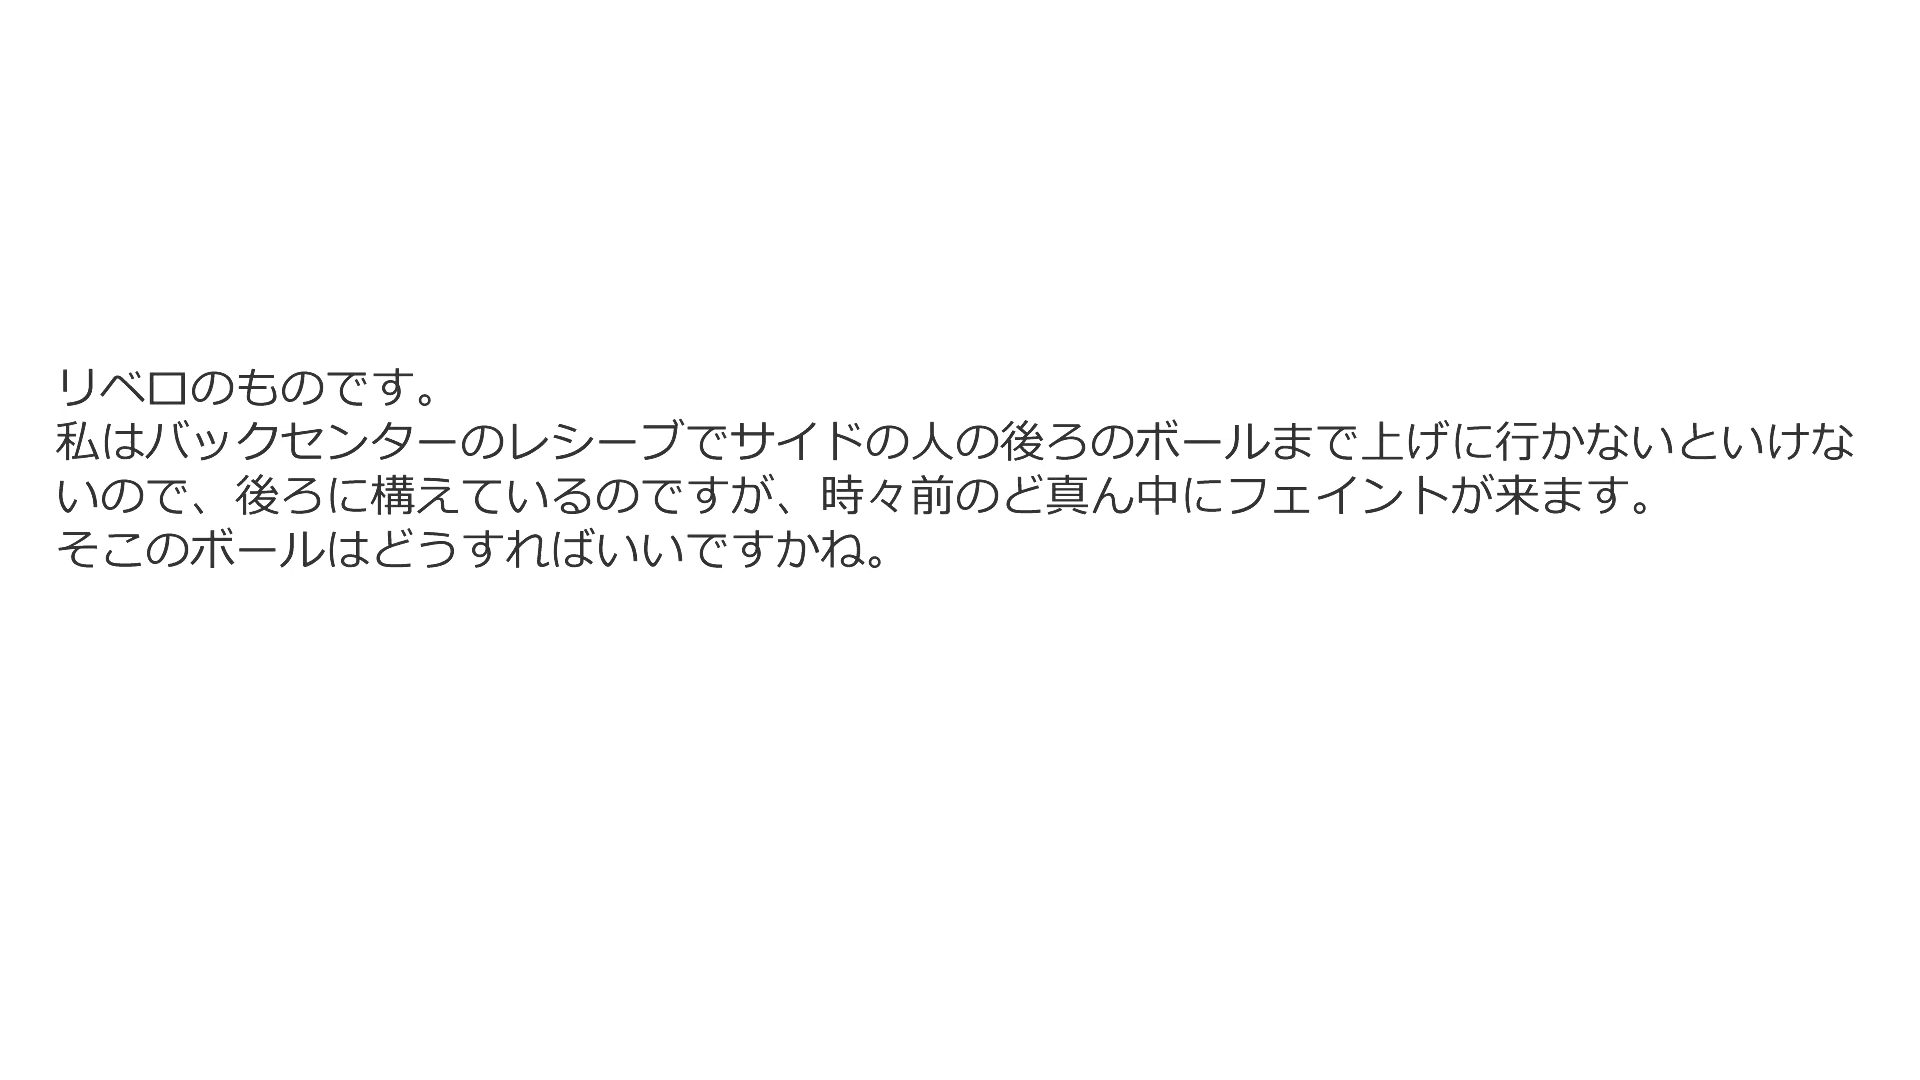 リベロのものです。
私はバックセンターのレシーブでサイドの人の後ろのボールまで上げに行かないといけな
いので、後ろに構えているのですが、時々前のど真ん中にフェイントが来ます。
そこのボールはどうすればいいですかね。